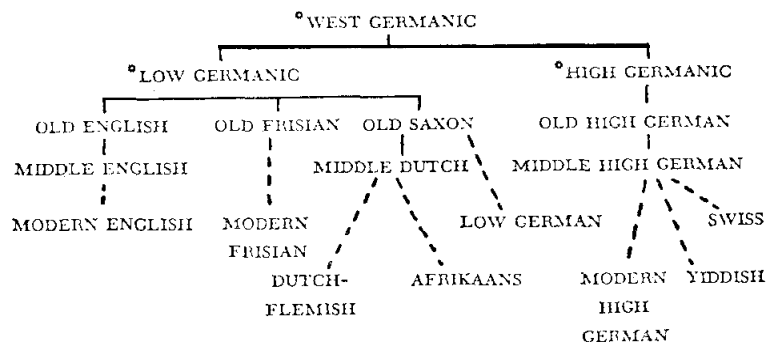 °WEST GERMANIC
°LOW GERMANIC °HIGH GERMANIC
OLD ENGLISH OLD FRISIAN OLD SAXON OLD HIGH GERMAN
MIDDLE ENGLISH MIDDLE DUTCH MIDDLE HIGH GERMAN
MODERN ENGLISH MODERN FRISIAN LOW GERMAN SWISS
DUTCH-
FLEMISH
AFRIKAANS
MODERN
HIGH
GERMAN
YIDDISH